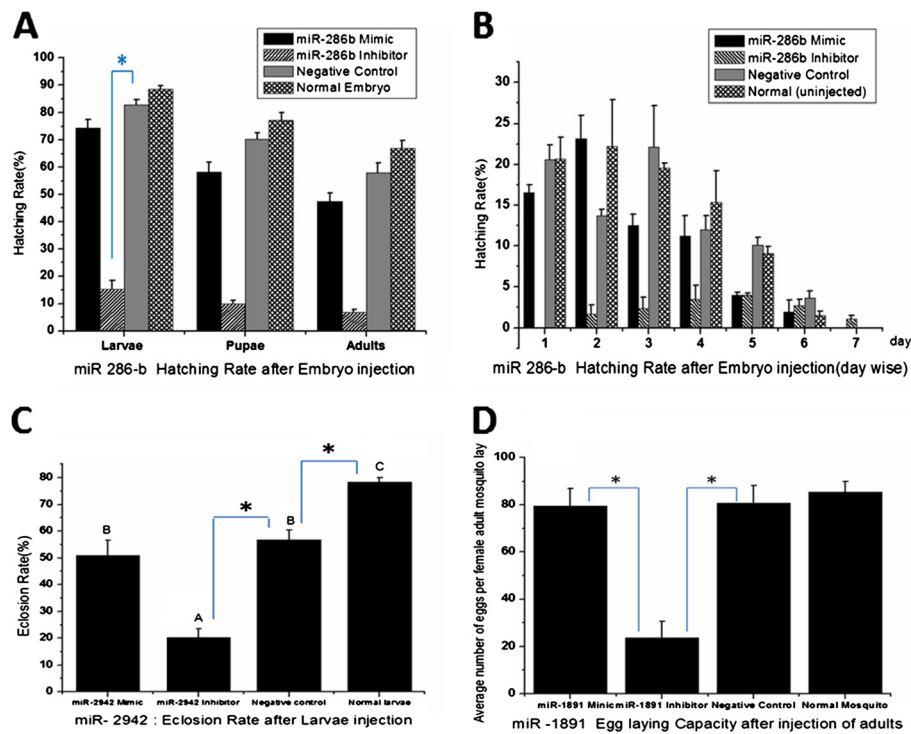 A
miR-286b Mimic
miR-286b Inhibitor
Negative Control
Normal Embryo
*
100
90
80
70
60
50
40
30
20
10
0
Hatching Rate(%)
Larvae Pupae Adults
miR 286-b Hatching Rate after Embryo injection
B
miR-286b Mimic
miR-286b Inhibitor
Negative Control
Normal (uninjected)
30
25
20
15
10
5
0
Hatching Rate(%)
1 2 3 4 5 6 7 day
miR 286-b Hatching Rate after Embryo injection(day wise)
C
80
70
60
50
40
30
20
10
0
Eclosion Rate(%)
B
A
*
B
*
C
miR-2942 Mimic miR-2942 Inhibitor Negative control Normal larvae
miR- 2942 : Eclosion Rate after Larvae injection
D
100
80
60
40
20
0
Average number of eggs per female adult mosquito lay
*
*
miR-1891 Minic miR-1891 Inhibitor Negative Control Normal Mosquito
miR -1891 Egg laying Capacity after injection of adults